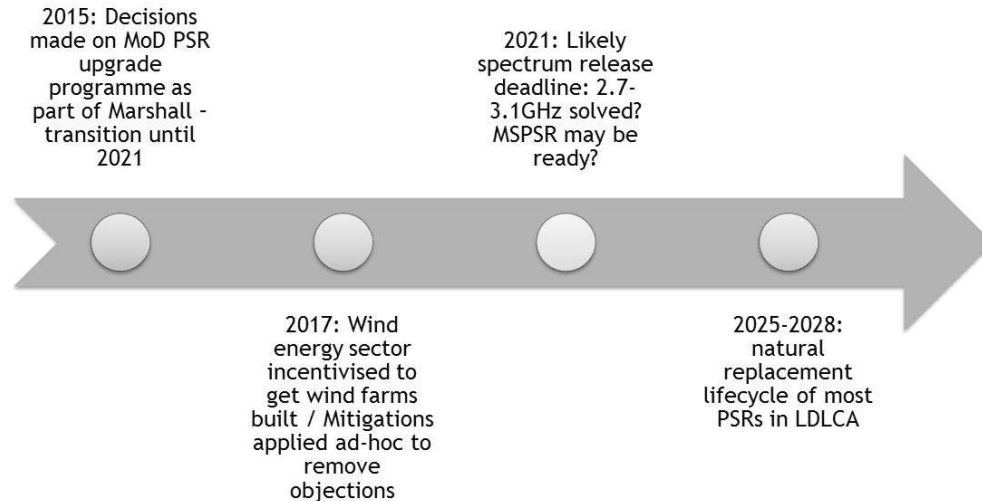 2015: Decisions
made on MoD PSR
upgrade
programme as
part of Marshall –
transition until
2021
2017: Wind
energy sector
incentivised to
get wind farms
built / Mitigations
applied ad-hoc to
remove
objections
2021: Likely
spectrum release
deadline: 2.7-
3.1GHz solved?
MSPSR may be
ready?
2025-2028:
natural
replacement
lifecycle of most
PSRs in LDLCA